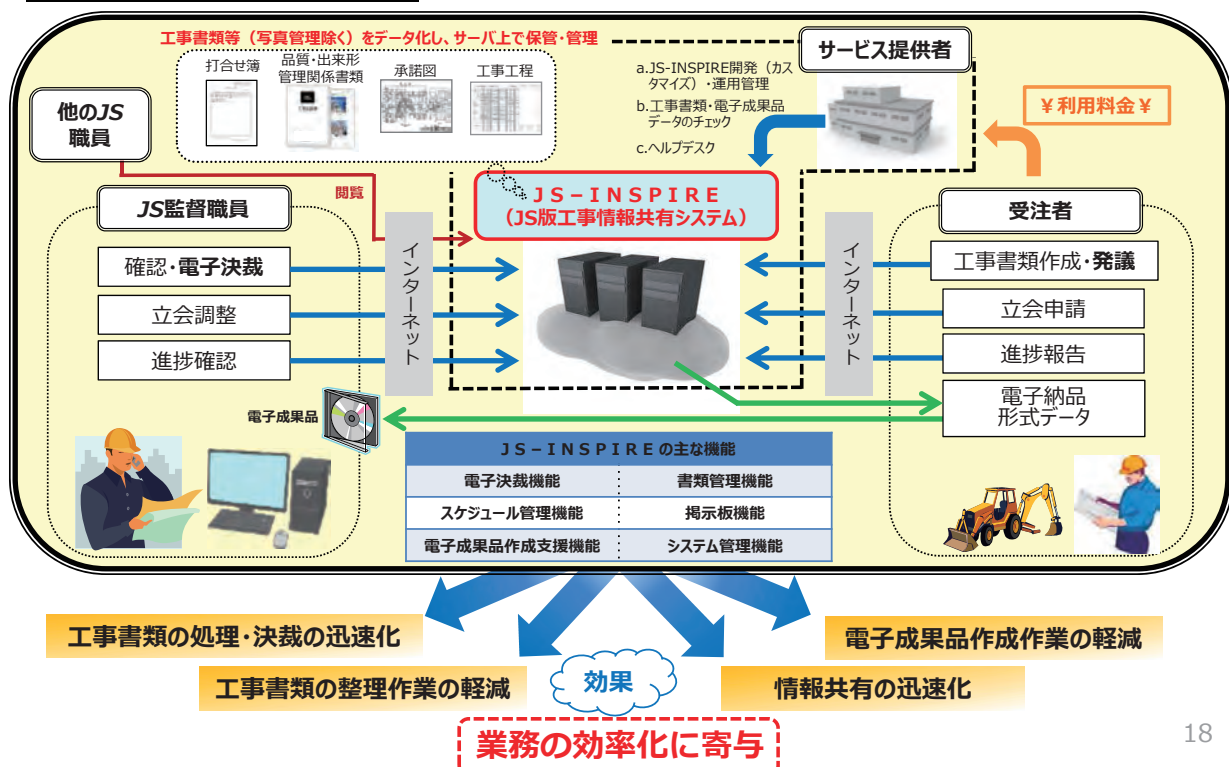 工事書類等（写真管理除く）をデータ化し、サーバ上で保管・管理
打合せ簿
品質・出来形
管理関係書類
承諾図
工事工程
サービス提供者
a.JS-INSPIRE開発（カス
タマイズ）・運用管理
b.工事書類・電子成果品
データのチェック
c.ヘルプデスク
￥利用料金￥
他のJS
職員
閲覧
JS－INSPIRE
（JS版工事情報共有システム）
JS監督職員
確認・電子決裁
立会調整
進捗確認
インターネット
インターネット
受注者
工事書類作成・発議
立会申請
進捗報告
電子納品
形式データ
電子成果品
JS－INSPIREの主な機能
電子決裁機能
書類管理機能
スケジュール管理機能
掲示板機能
電子成果品作成支援機能
システム管理機能
工事書類の処理・決裁の迅速化
電子成果品作成作業の軽減
工事書類の整理作業の軽減
効果
情報共有の迅速化
業務の効率化に寄与
18